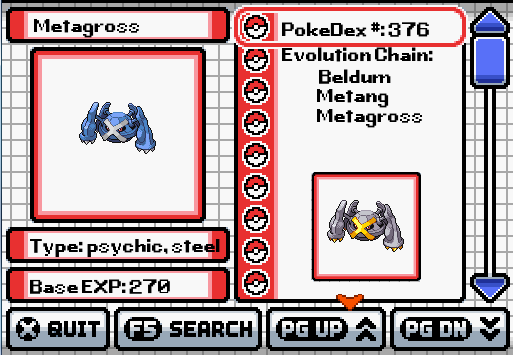 Metagross
PokeDex #:376
Evolution Chain:
Beldum
Metang
Metagross
Type: psychic, steel
Base EXP:270
X QUIT
F5 SEARCH
PG UP
PG DN